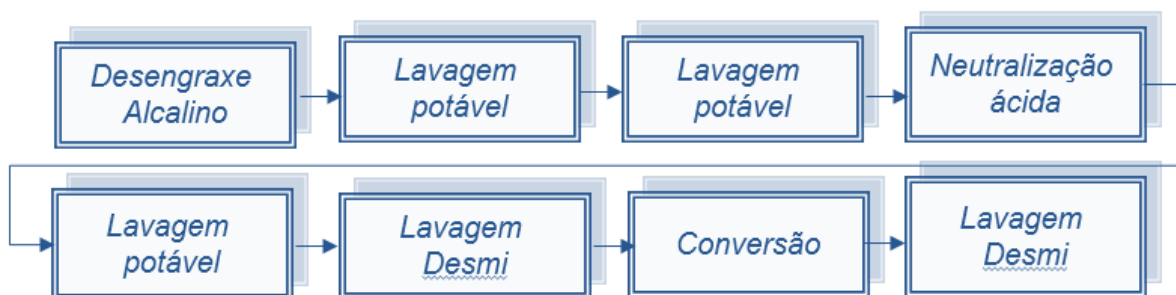 Desengraxe
Alcalino
Lavagem
potável
Lavagem
potável
Neutralização
ácida
Lavagem
potável
Lavagem
Desmi
Conversão
Lavagem
Desmi